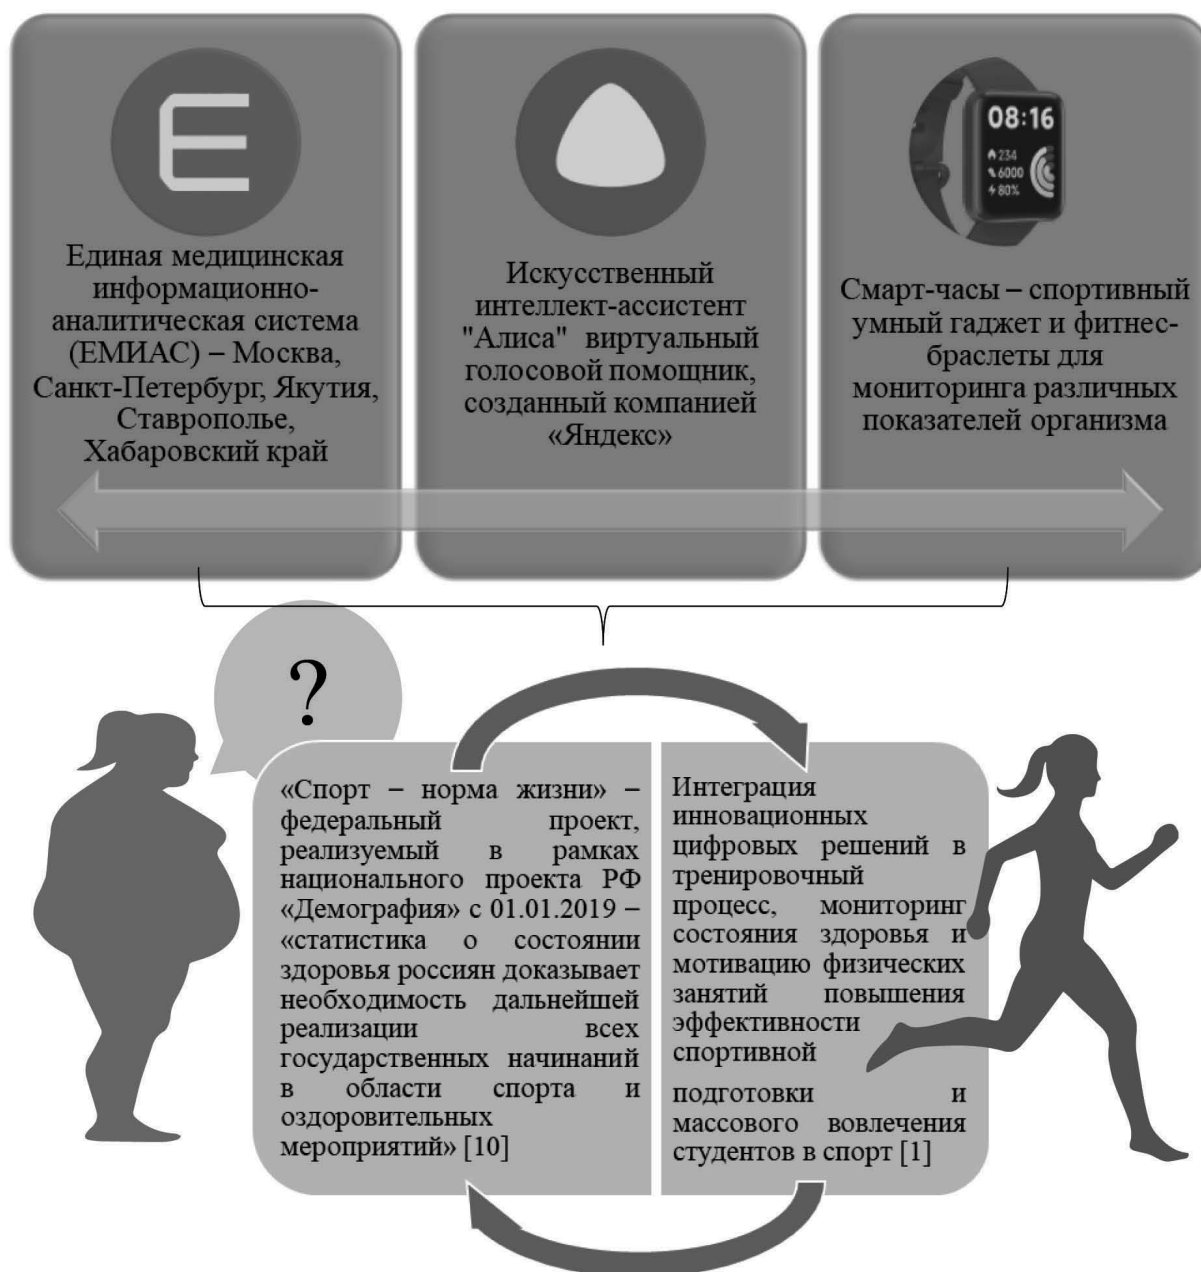 E
Единая медицинская
информационно-
аналитическая система
(ЕМИАС) – Москва,
Санкт-Петербург, Якутия,
Ставрополье,
Хабаровский край
Искусственный
интеллект-ассистент
"Алиса" виртуальный
голосовой помощник,
созданный компанией
«Яндекс»
08:16
234
6000
80%
Смарт-часы – спортивный
умный гаджет и фитнес-
браслеты для
мониторинга различных
показателей организма
?
«Спорт – норма жизни» –
федеральный проект,
реализуемый в рамках
национального проекта РФ
«Демография» с 01.01.2019 –
«статистика о состоянии
здоровья россиян доказывает
необходимость дальнейшей
реализации всех
государственных начинаний
в области спорта и
оздоровительных
мероприятий» [10]
Интеграция
инновационных
цифровых решений в
тренировочный
процесс, мониторинг
состояния здоровья и
мотивацию физических
занятий повышения
эффективности
спортивной
подготовки и
массового вовлечения
студентов в спорт [1]